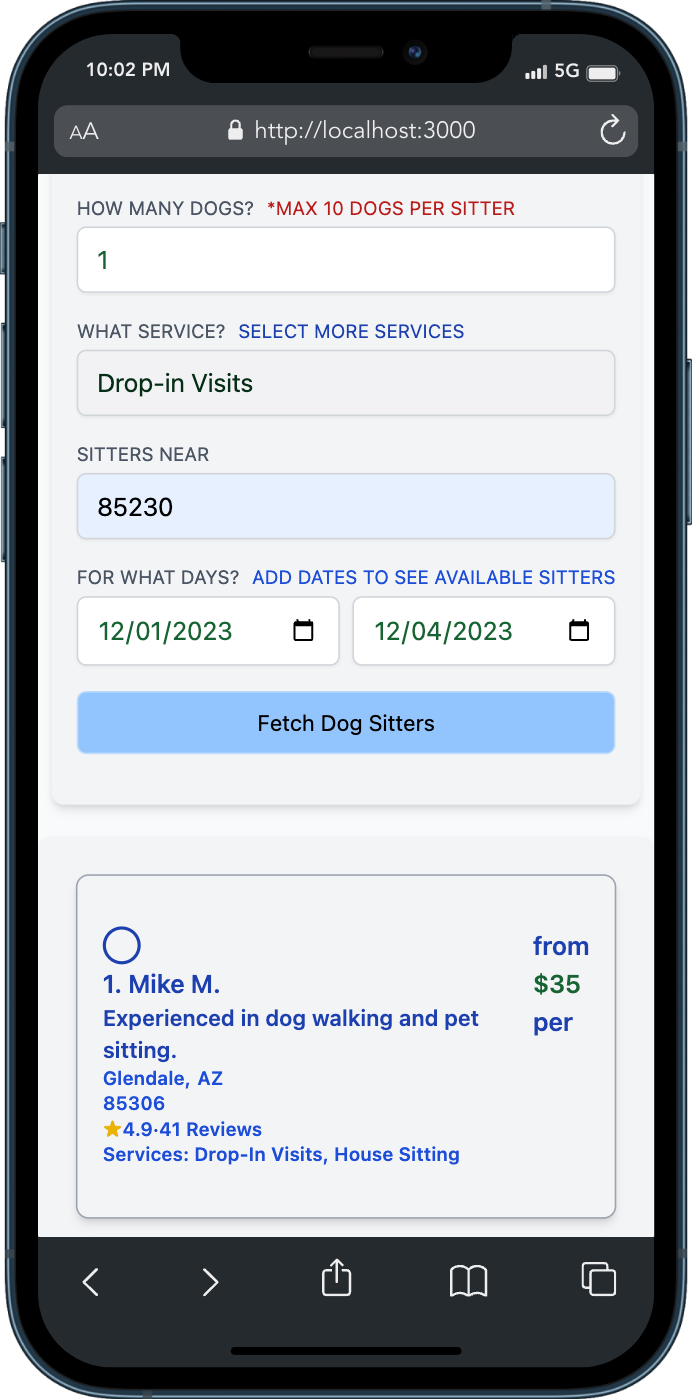 10:02 PM 5G
AA http://localhost:3000
HOW MANY DOGS? *MAX 10 DOGS PER SITTER
1
WHAT SERVICE? SELECT MORE SERVICES
Drop-in Visits
SITTERS NEAR
85230
FOR WHAT DAYS? ADD DATES TO SEE AVAILABLE SITTERS
12/01/2023 12/04/2023
Fetch Dog Sitters
1. Mike M.
Experienced in dog walking and pet
sitting.
Glendale, AZ
85306
⭐4.9·41 Reviews
Services: Drop-In Visits, House Sitting
from
$35
per